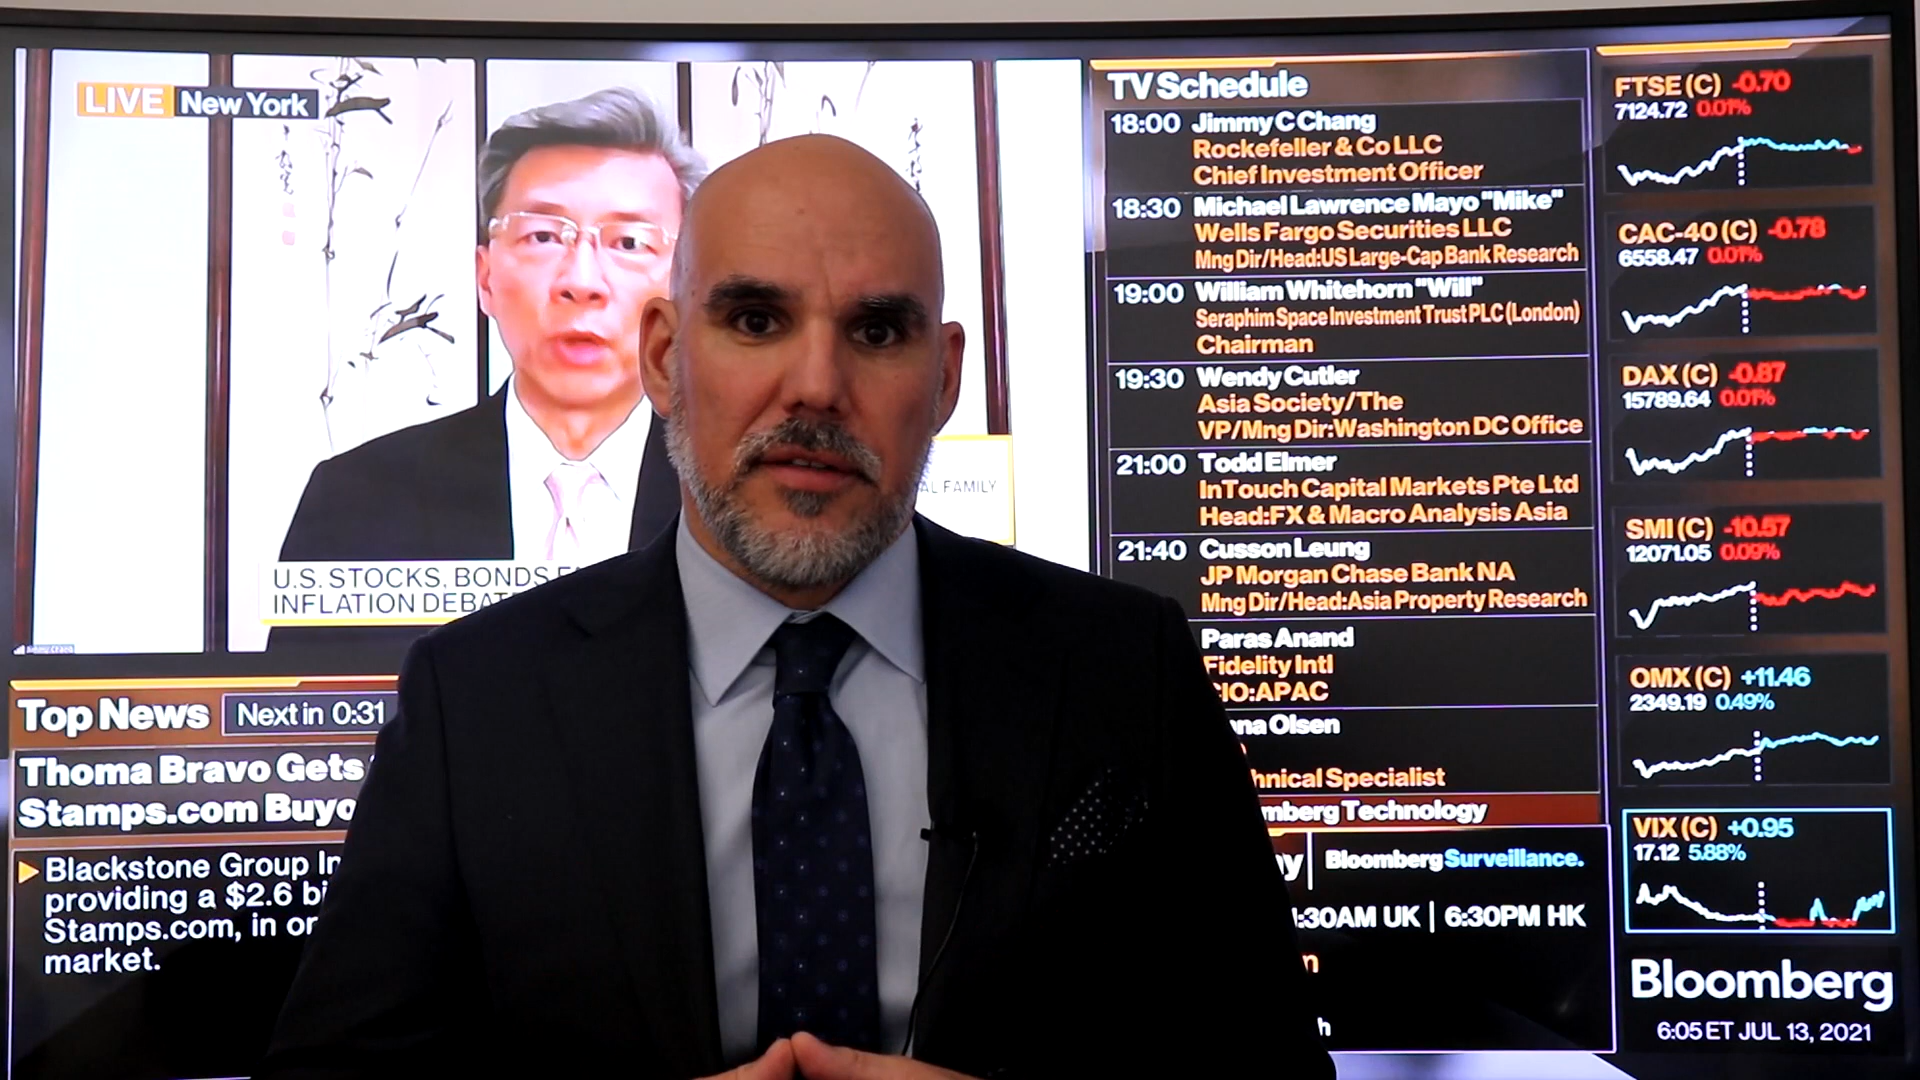 LIVE New York
AL FAMILY
U.S. STOCKS, BONDS
INFLATION DEBAT
Top News Next in 0:31
Thoma Bravo Gets
Stamps.com Buyo
Blackstone Group In
providing a $2.6 bi
Stamps.com, in or
market.
TV Schedule
18:00 Jimmy C Chang
Rockefeller & Co LLC
Chief Investment Officer
18:30 Michael Lawrence Mayo "Mike"
Wells Fargo Securities LLC
Mng Dir/Head:US Large-Cap Bank Research
19:00 William Whitehorn "Will"
Seraphim Space Investment Trust PLC (London)
Chairman
19:30 Wendy Cutler
Asia Society/The
VP/Mng Dir:Washington DC Office
21:00 Todd Elmer
InTouch Capital Markets Pte Ltd
Head:FX & Macro Analysis Asia
21:40 Cusson Leung
JP Morgan Chase Bank NA
Mng Dir/Head:Asia Property Research
Paras Anand
Fidelity Intl
CIO:APAC
na Olsen
hnical Specialist
mberg Technology
y Bloomberg Surveillance.
1:30AM UK | 6:30PM HK
n
h
FTSE (C) -0.70
7124.72 0.01%
CAC-40 (C) -0.78
6558.47 0.01%
DAX (C) -0.87
15789.64 0.01%
SMI (C) -10.57
12071.05 0.09%
OMX (C) +11.46
2349.19 0.49%
VIX (C) +0.95
17.12 5.88%
Bloomberg
6:05 ET JUL 13, 2021